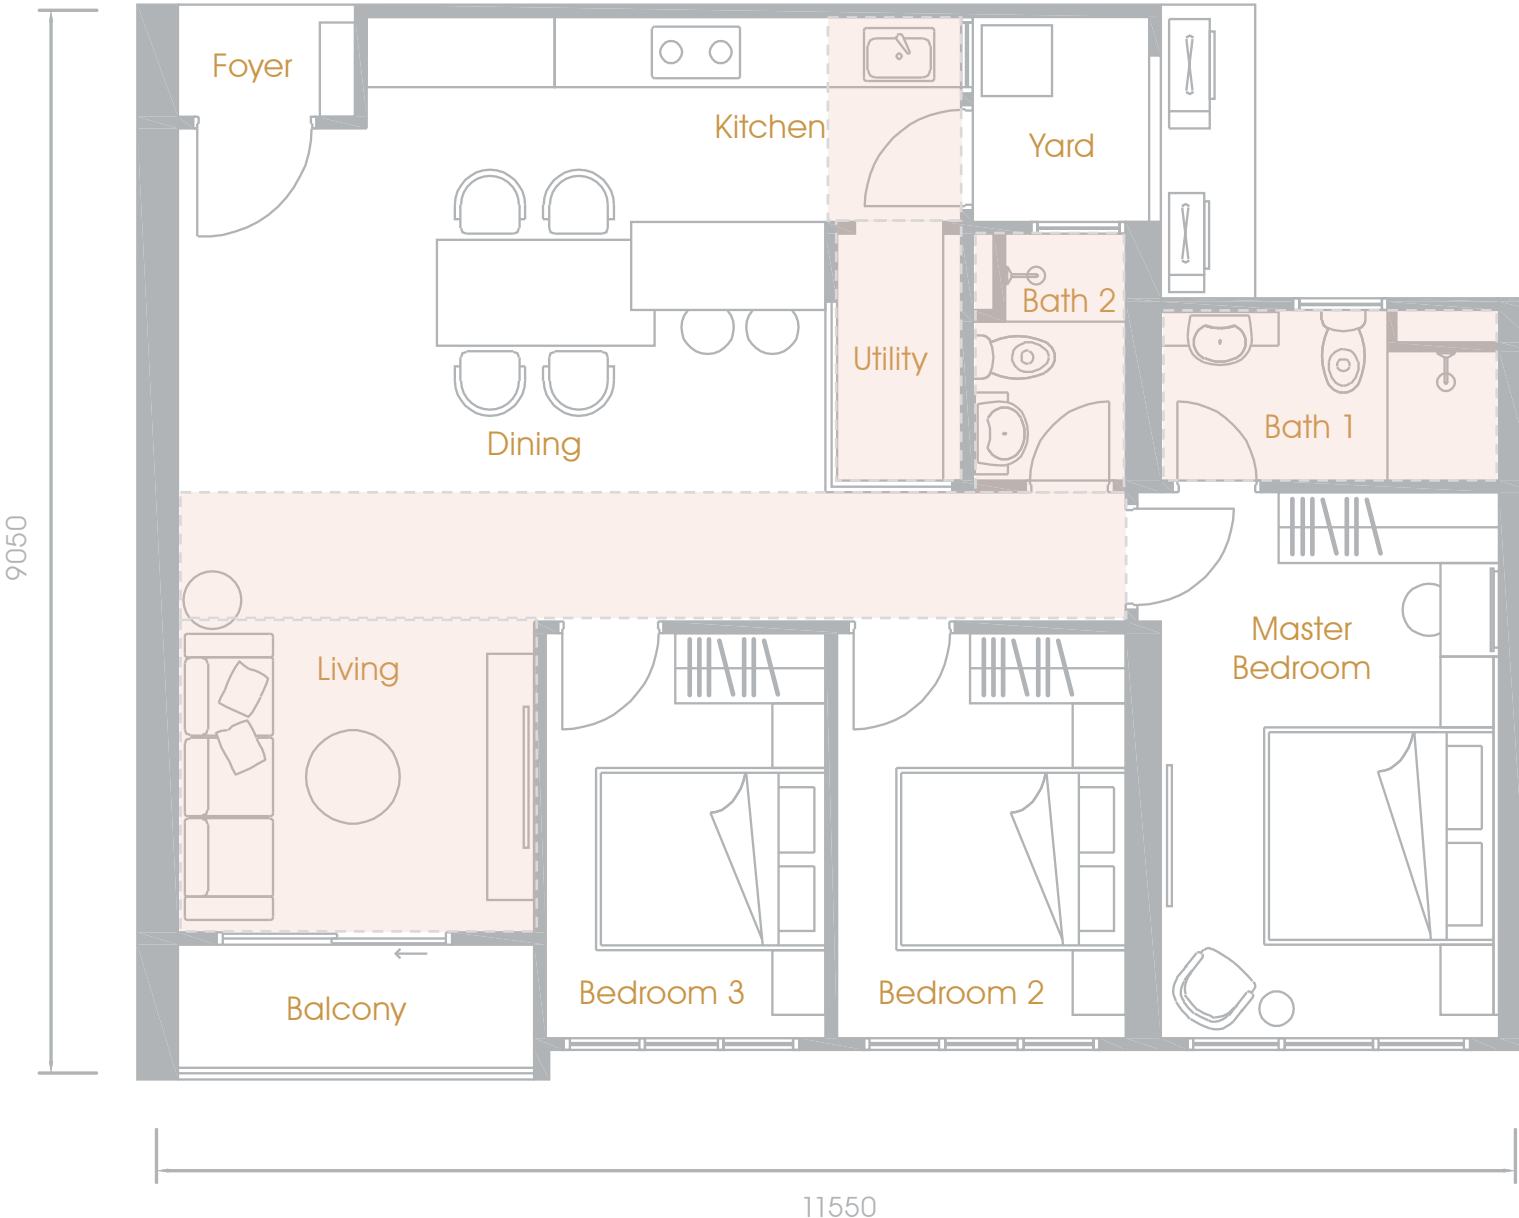 Foyer
Kitchen
Yard
Bath 2
Utility
Bath 1
Dining
9050
Living
Master
Bedroom
Bedroom 3
Bedroom 2
Balcony
11550